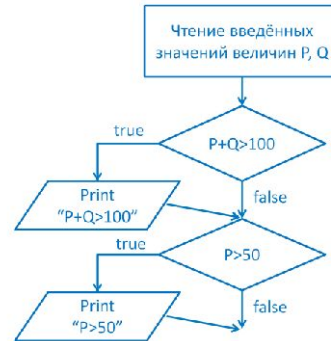 Чтение введённых
значений величин P, Q
true
P+Q>100
Print
“P+Q>100”
false
true
P>50
Print
“P>50”
false